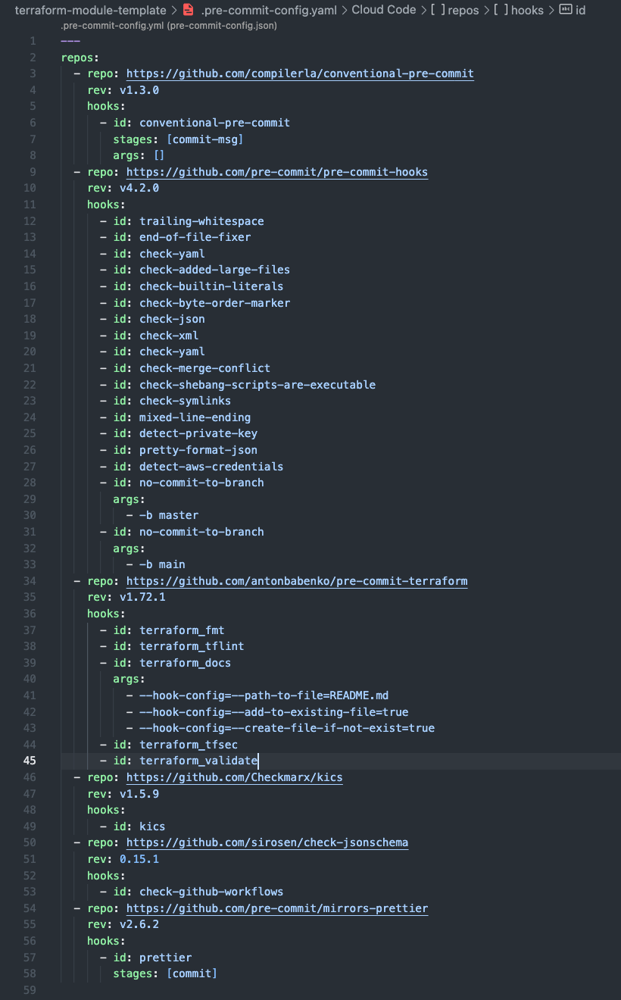 terraform-module-template > .pre-commit-config.yaml > Cloud Code > [ ] repos > [ ] hooks > abc id
.pre-commit-config.yml (pre-commit-config.json)
1 ---
2 repos:
3   - repo: https://github.com/compilerla/conventional-pre-commit
4     rev: v1.3.0
5     hooks:
6       - id: conventional-pre-commit
7         stages: [commit-msg]
8         args: []
9   - repo: https://github.com/pre-commit/pre-commit-hooks
10     rev: v4.2.0
11     hooks:
12       - id: trailing-whitespace
13       - id: end-of-file-fixer
14       - id: check-yaml
15       - id: check-added-large-files
16       - id: check-builtin-literals
17       - id: check-byte-order-marker
18       - id: check-json
19       - id: check-xml
20       - id: check-yaml
21       - id: check-merge-conflict
22       - id: check-shebang-scripts-are-executable
23       - id: check-symlinks
24       - id: mixed-line-ending
25       - id: detect-private-key
26       - id: pretty-format-json
27       - id: detect-aws-credentials
28       - id: no-commit-to-branch
29         args:
30           - -b master
31       - id: no-commit-to-branch
32         args:
33           - -b main
34   - repo: https://github.com/antonbabenko/pre-commit-terraform
35     rev: v1.72.1
36     hooks:
37       - id: terraform_fmt
38       - id: terraform_tflint
39       - id: terraform_docs
40         args:
41           - --hook-config=--path-to-file=README.md
42           - --hook-config=--add-to-existing-file=true
43           - --hook-config=--create-file-if-not-exist=true
44       - id: terraform_tfsec
45       - id: terraform_validate
46   - repo: https://github.com/Checkmarx/kics
47     rev: v1.5.9
48     hooks:
49       - id: kics
50   - repo: https://github.com/sirosen/check-jsonschema
51     rev: 0.15.1
52     hooks:
53       - id: check-github-workflows
54   - repo: https://github.com/pre-commit/mirrors-prettier
55     rev: v2.6.2
56     hooks:
57       - id: prettier
58         stages: [commit]
59